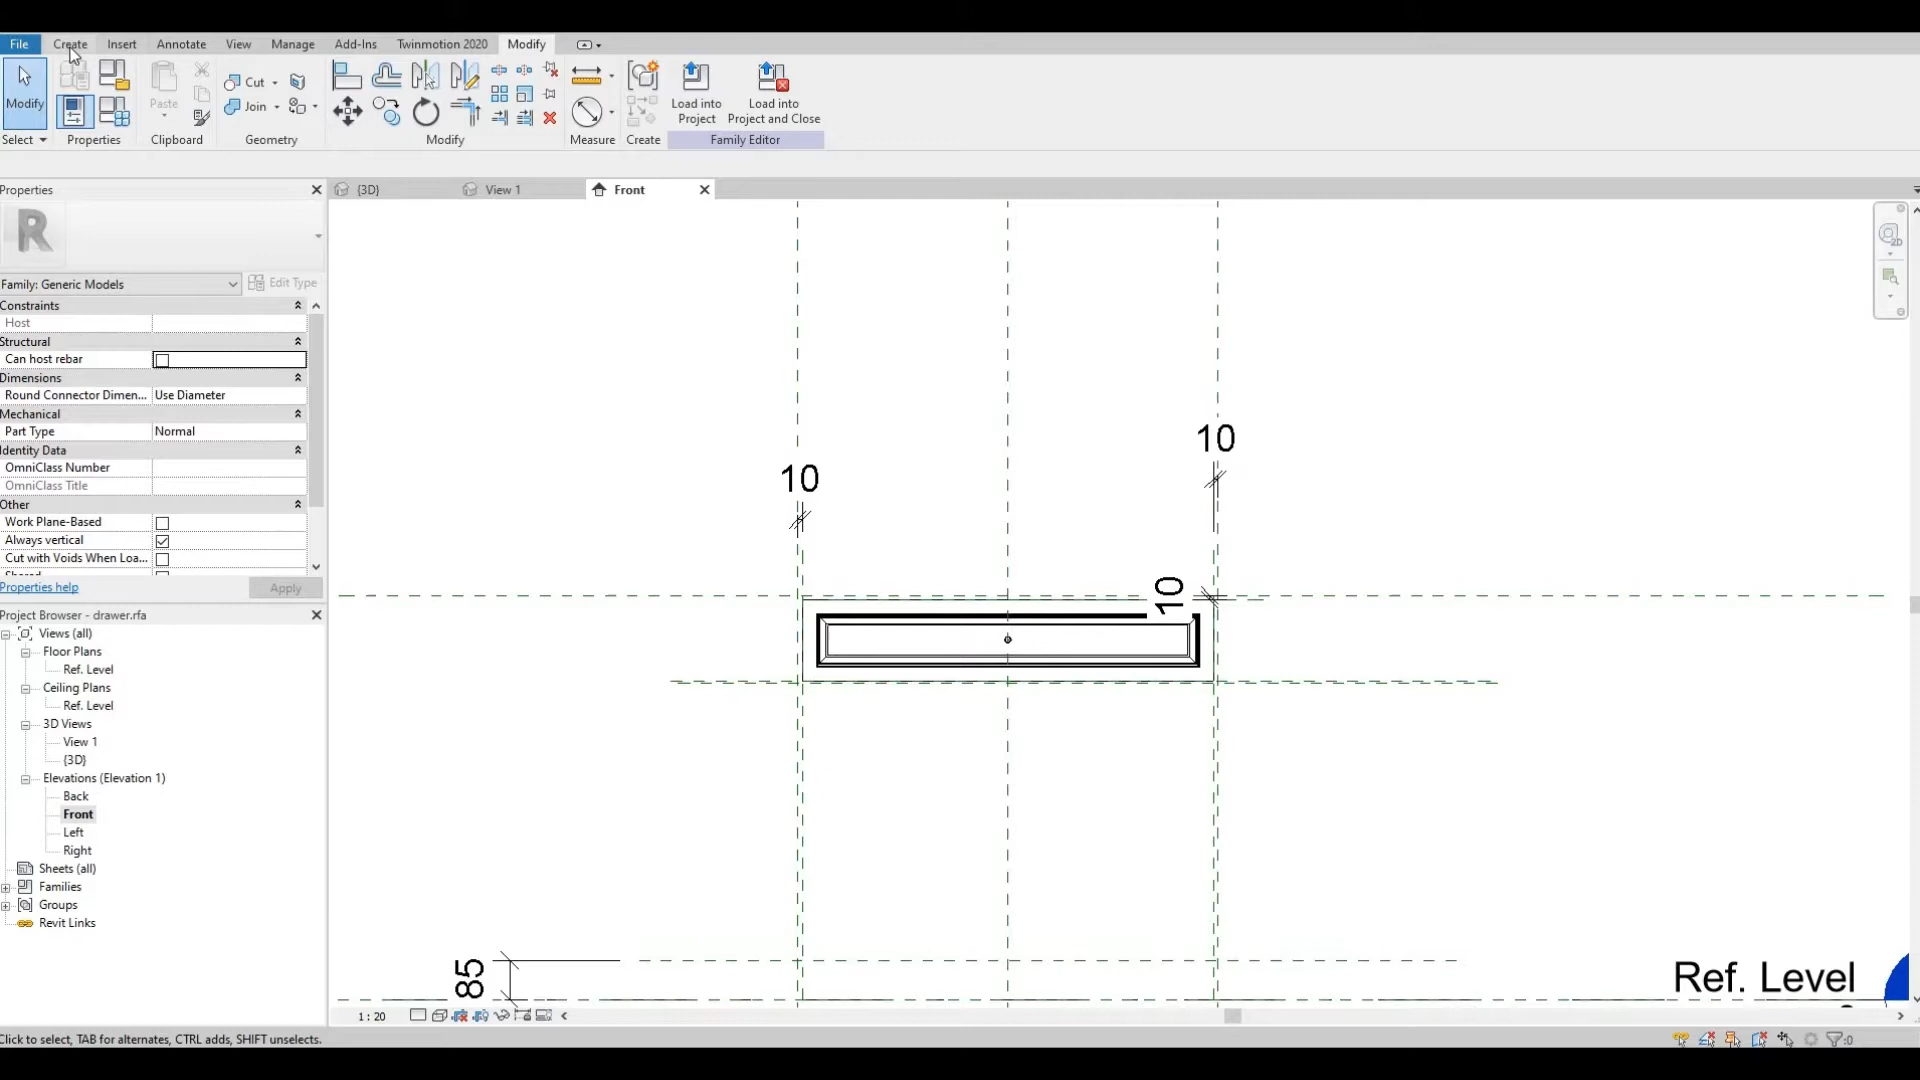 File Create Insert Annotate View Manage Add-Ins Twinmotion 2020 Modify
Modify
Paste
Cut
Join
Load into
Project
Load into
Project and Close
Select Properties Clipboard Geometry Modify Measure Create Family Editor
Properties
{3D} View 1 Front
R
Family: Generic Models Edit Type
Constraints
Host
Structural
Can host rebar
Dimensions
Round Connector Dimen... Use Diameter
Mechanical
Part Type Normal
Identity Data
OmniClass Number
OmniClass Title
Other
Work Plane-Based
Always vertical
Cut with Voids When Loa...
Shared
Properties help Apply
Project Browser - drawer.rfa
Views (all)
Floor Plans
Ref. Level
Ceiling Plans
Ref. Level
3D Views
View 1
{3D}
Elevations (Elevation 1)
Back
Front
Left
Right
Sheets (all)
Families
Groups
Revit Links
10
10
10
85
Ref. Level
1 : 20
Click to select, TAB for alternates, CTRL adds, SHIFT unselects.
2D
:0